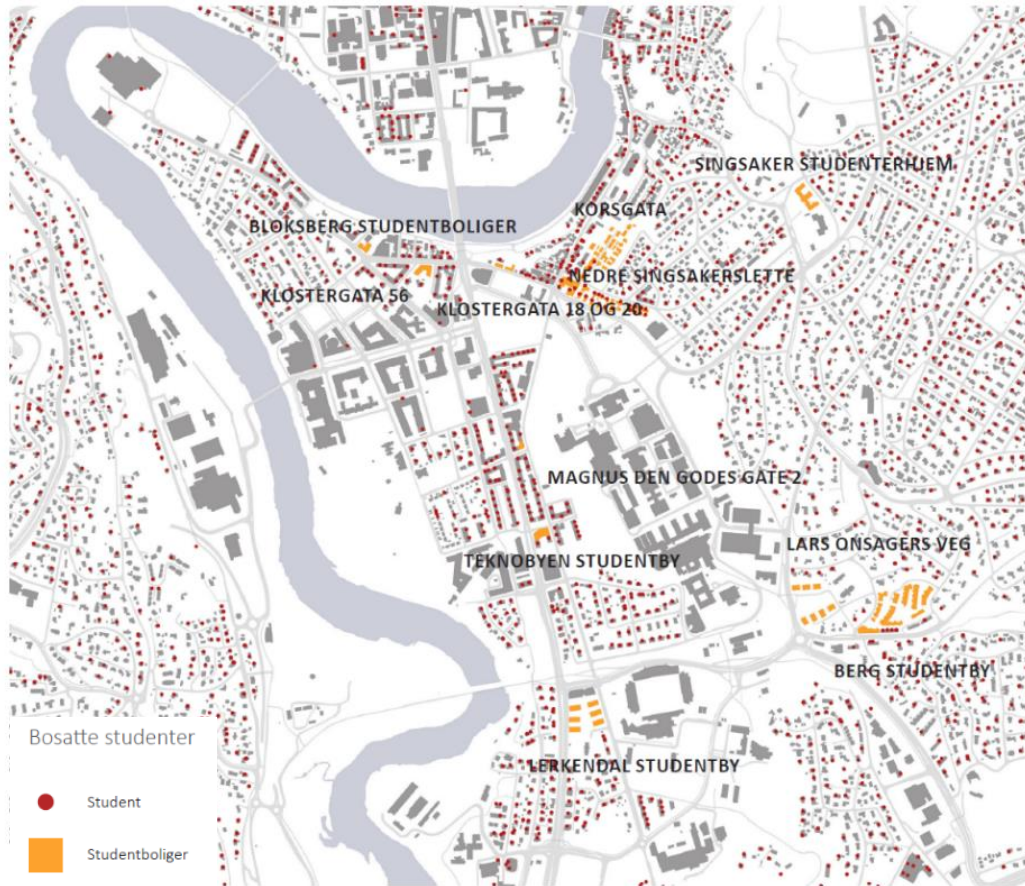 SINGSAKER STUDENTERHJEM
KORSGATA
BLOKSBERG STUDENTBOLIGER
NEDRE SINGSAKERSLETTE
KLOSTERGATA 56
KLOSTERGATA 18 OG 20
MAGNUS DEN GODES GATE 2
LARS ONSAGERS VEG
TEKNOBYEN STUDENTBY
BERG STUDENTBY
LERKENDAL STUDENTBY
Bosatte studenter
Student
Studentboliger